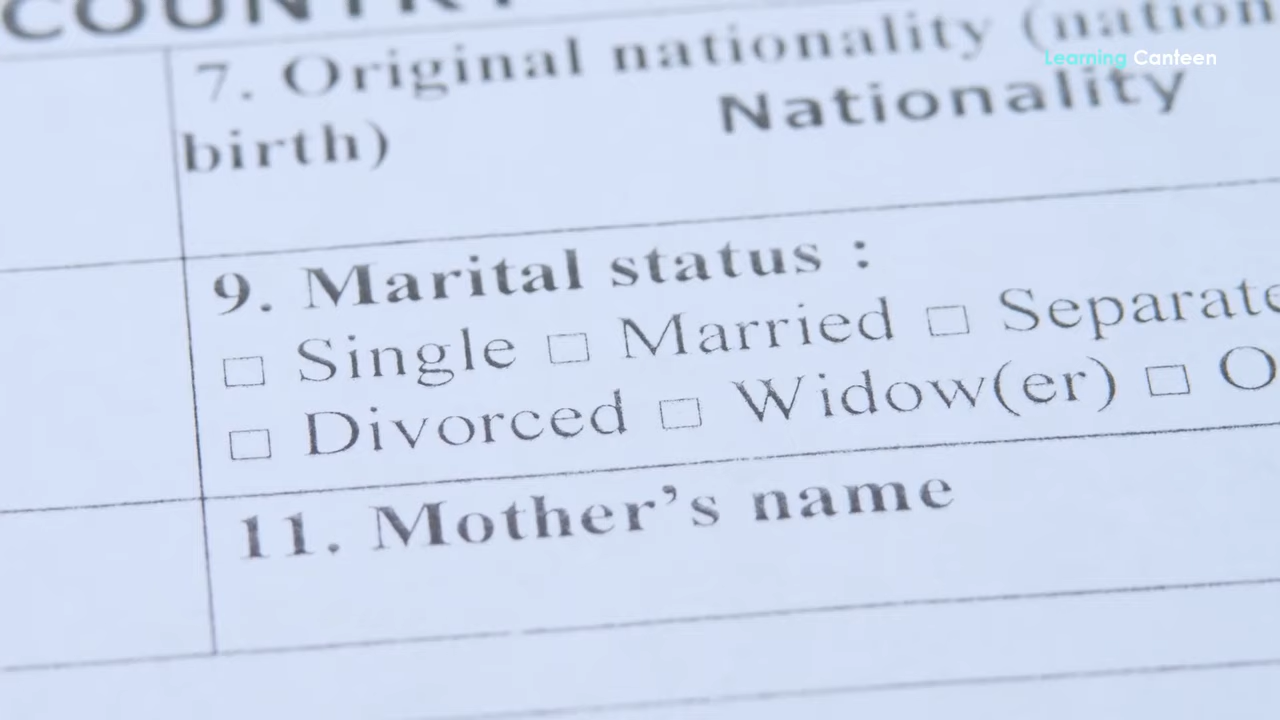 COUNTRY
7. Original nationality (nation
Learning Canteen
birth)
Nationality
9. Marital status :
□ Single □ Married □ Separate
□ Divorced □ Widow(er) □ O
11. Mother's name